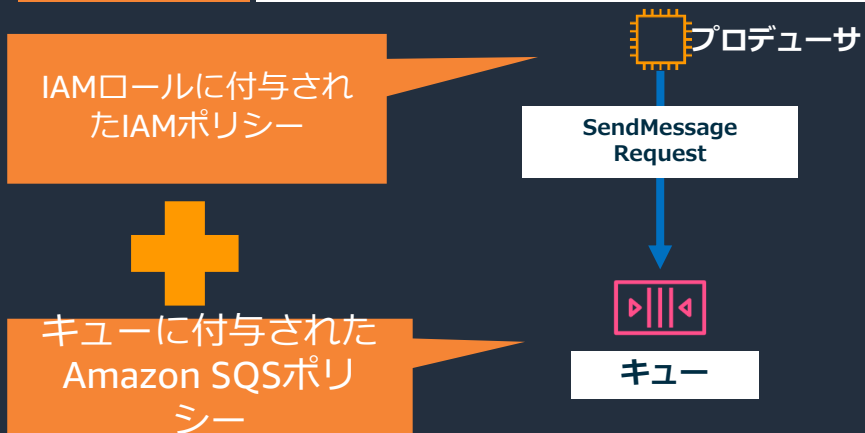 プロデューサ
IAMロールに付与され
たIAMポリシー
SendMessage
Request
キューに付与された
Amazon SQSポリ
シー
キュー